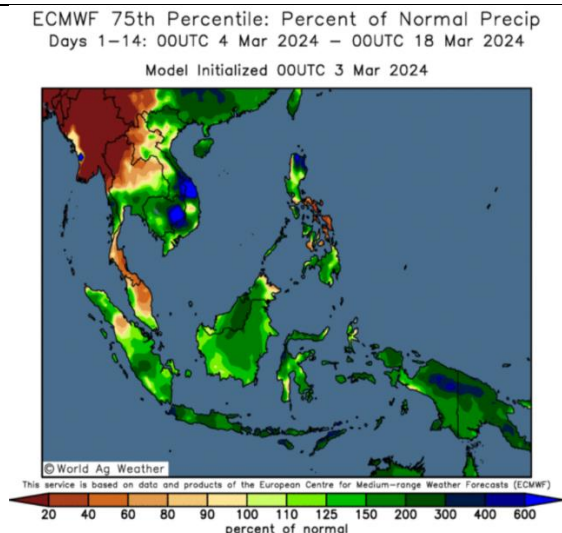 ECMWF 75th Percentile: Percent of Normal Precip
Days 1-14: 00UTC 4 Mar 2024 - 00UTC 18 Mar 2024
Model Initialized 00UTC 3 Mar 2024
© World Ag Weather
This service is based on data and products of the European Centre for Medium-range Weather Forecasts (ECMWF)
20 40 60 80 90 100 110 125 150 200 300 400 600
percent of normal